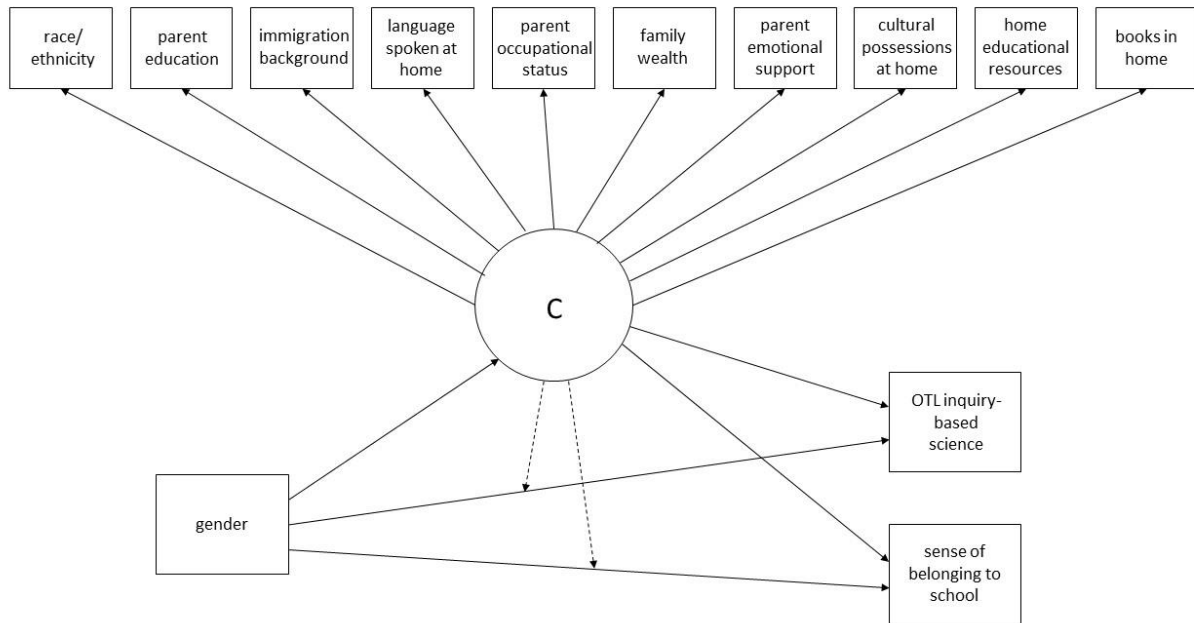 race/
ethnicity
parent
education
immigration
background
language
spoken at
home
parent
occupational
status
family
wealth
parent
emotional
support
cultural
possessions
at home
home
educational
resources
books in
home
C
OTL inquiry-
based
science
gender
sense of
belonging to
school